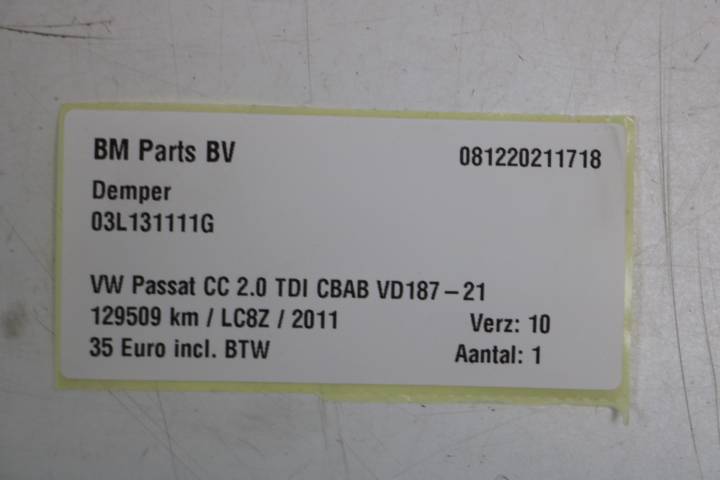 BM Parts BV 081220211718
Demper
03L131111G
VW Passat CC 2.0 TDI CBAB VD187-21
129509 km / LC8Z / 2011 Verz: 10
35 Euro incl. BTW Aantal: 1